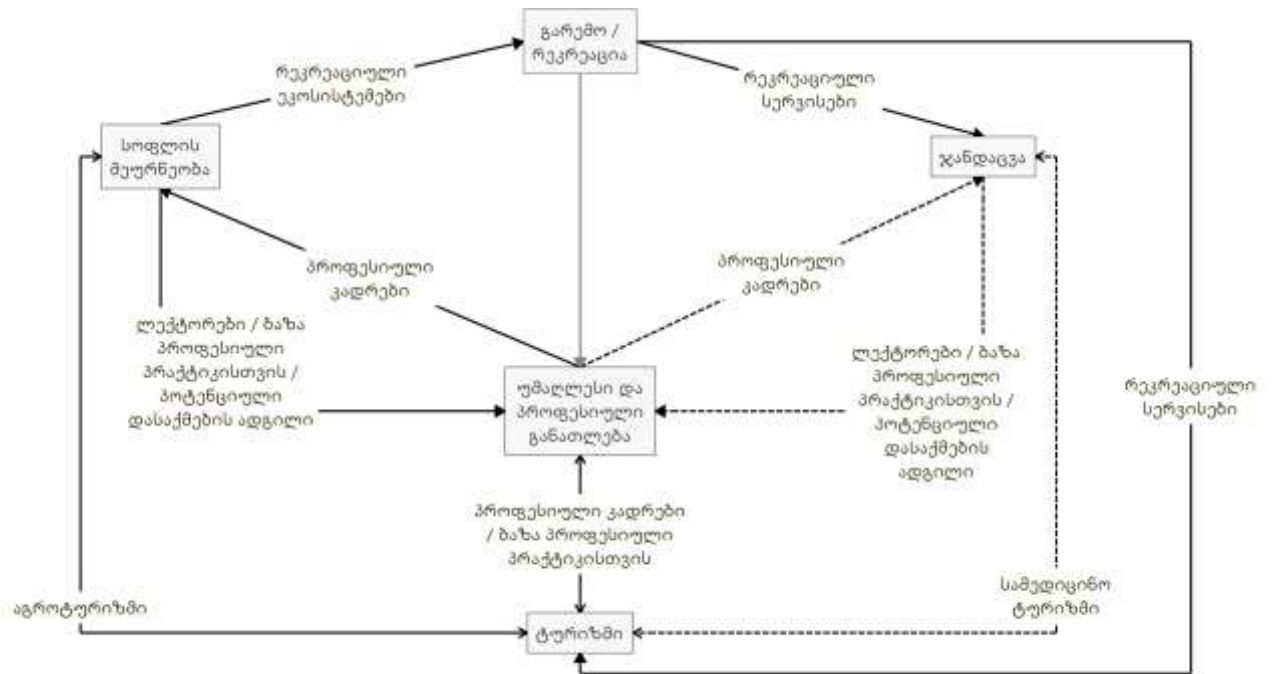 გარემო /
რეკრეაცია
რეკრეაციული
ეკოსისტემები
რეკრეაციული
სერვისები
სოფლის
მეურნეობა
ჯანდაცვა
პროფესიული
კადრები
პროფესიული
კადრები
ლექტორები / ბაზა
პროფესიული
პრაქტიკისთვის /
პოტენციული
დასაქმების ადგილი
უმაღლესი და
პროფესიული
განათლება
ლექტორები / ბაზა
პროფესიული
პრაქტიკისთვის /
პოტენციული
დასაქმების
ადგილი
რეკრეაციული
სერვისები
პროფესიული კადრები
/ ბაზა პროფესიული
პრაქტიკისთვის
აგროტურიზმი
სამედიცინო
ტურიზმი
ტურიზმი